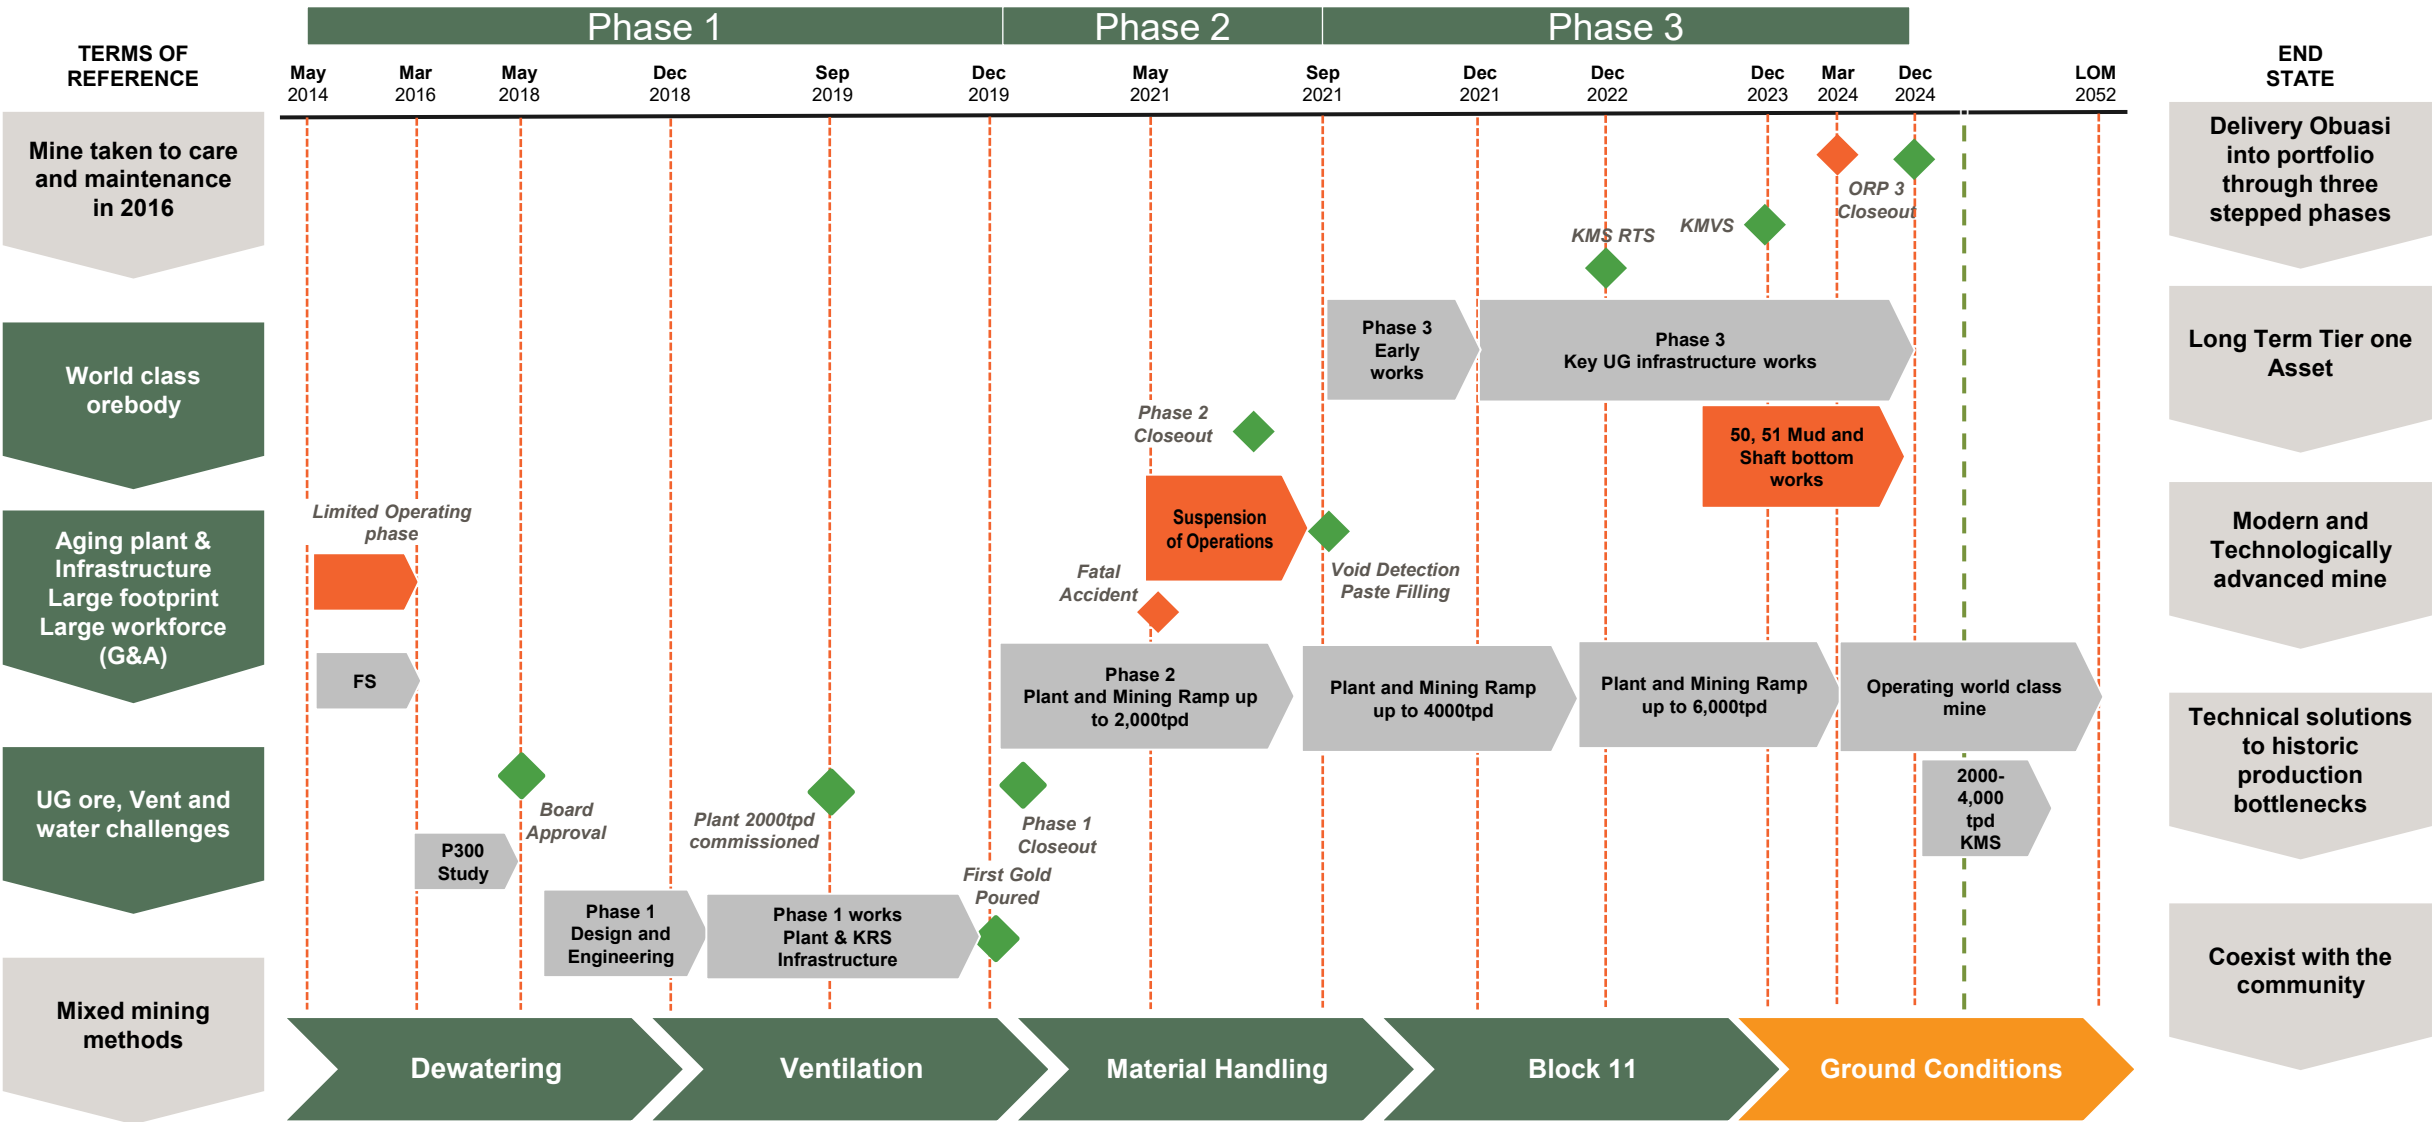 Phase 1
Phase 2
Phase 3
TERMS OF
REFERENCE
May
2014
Mar
2016
May
2018
Dec
2018
Sep
2019
Dec
2019
May
2021
Sep
2021
Dec
2021
Dec
2022
Dec
2023
Mar
2024
Dec
2024
LOM
2052
END
STATE
Mine taken to care
and maintenance
in 2016
World class
orebody
Aging plant &
Infrastructure
Large footprint
Large workforce
(G&A)
UG ore, Vent and
water challenges
Mixed mining
methods
ORP 3
Closeout
KMVS
KMS RTS
Phase 3
Early
works
Phase 3
Key UG infrastructure works
Phase 2
Closeout
50, 51 Mud and
Shaft bottom
works
Limited Operating
phase
Suspension
of Operations
Void Detection
Paste Filling
Fatal
Accident
FS
Phase 2
Plant and Mining Ramp up
to 2,000tpd
Plant and Mining Ramp
up to 4000tpd
Plant and Mining Ramp
up to 6,000tpd
Operating world class
mine
2000-
4,000
tpd
KMS
Board
Approval
Plant 2000tpd
commissioned
Phase 1
Closeout
P300
Study
First Gold
Poured
Phase 1
Design and
Engineering
Phase 1 works
Plant & KRS
Infrastructure
Dewatering
Ventilation
Material Handling
Block 11
Ground Conditions
Delivery Obuasi
into portfolio
through three
stepped phases
Long Term Tier one
Asset
Modern and
Technologically
advanced mine
Technical solutions
to historic
production
bottlenecks
Coexist with the
community